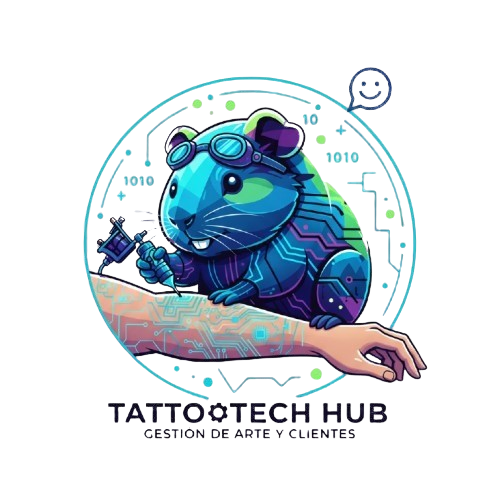 10
1010
1010
TATTOOTECH HUB
GESTION DE ARTE Y CLIENTES